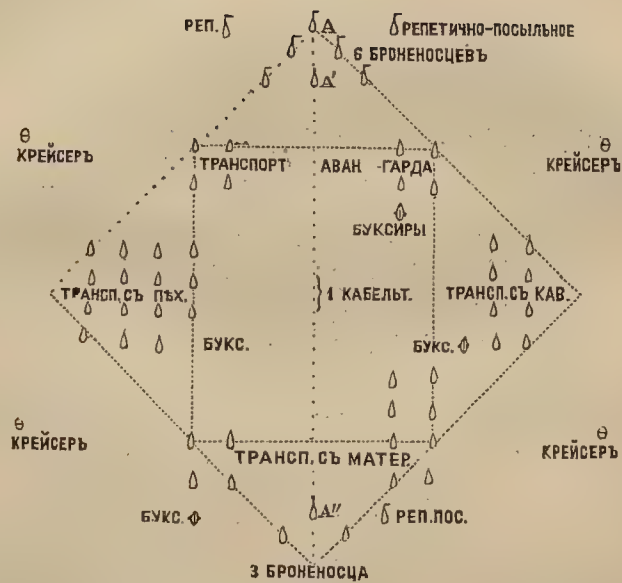 РЕП. А РЕПЕТИЧНО-ПОСЫЛЬНОЕ
6 БРОНЕНОСЦЕВЪ
А'
КРЕЙСЕРЪ КРЕЙСЕРЪ
ТРАНСПОРТ АВАН-ГАРДА
БУКСИРЫ
ТРАНСП. СЪ ПѢХ. 1 КАБЕЛЬТ. ТРАНСП. СЪ КАВ.
БУКС. БУКС.
КРЕЙСЕРЪ КРЕЙСЕРЪ
ТРАНСП. СЪ МАТЕР.
БУКС. А" РЕП. ПОС.
3 БРОНЕНОСЦА